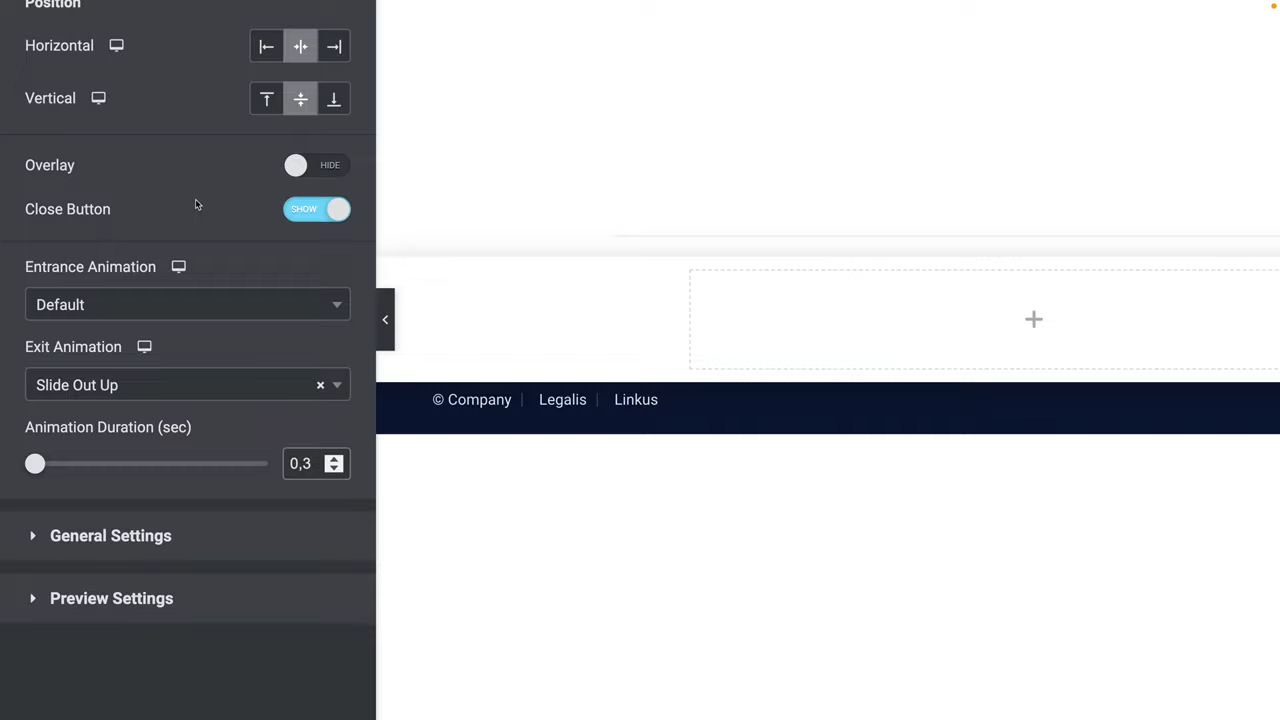 Position
Horizontal
Vertical
Overlay
HIDE
Close Button
SHOW
Entrance Animation
Default
Exit Animation
Slide Out Up
Animation Duration (sec)
0,3
General Settings
Preview Settings
© Company | Legalis | Linkus